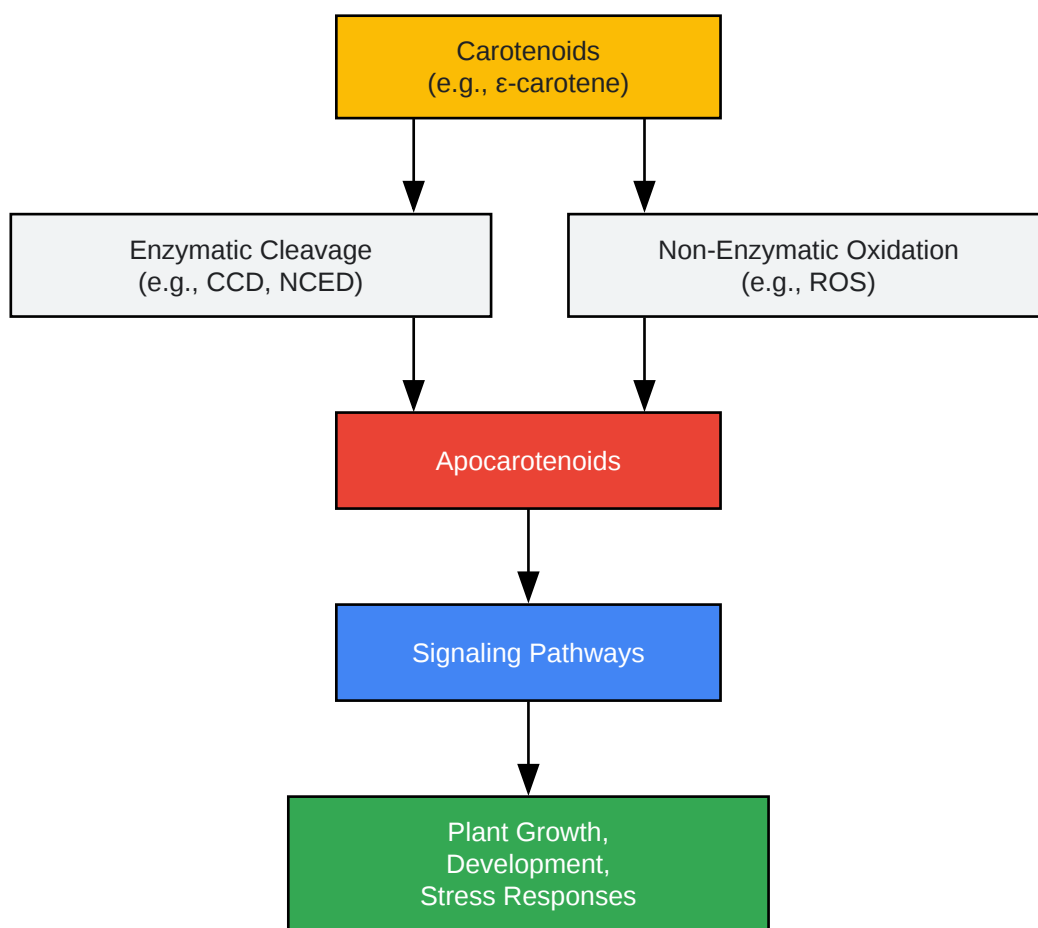 Carotenoids
(e.g., ε-carotene)
Enzymatic Cleavage
(e.g., CCD, NCED)
Non-Enzymatic Oxidation
(e.g., ROS)
Apocarotenoids
Signaling Pathways
Plant Growth,
Development,
Stress Responses